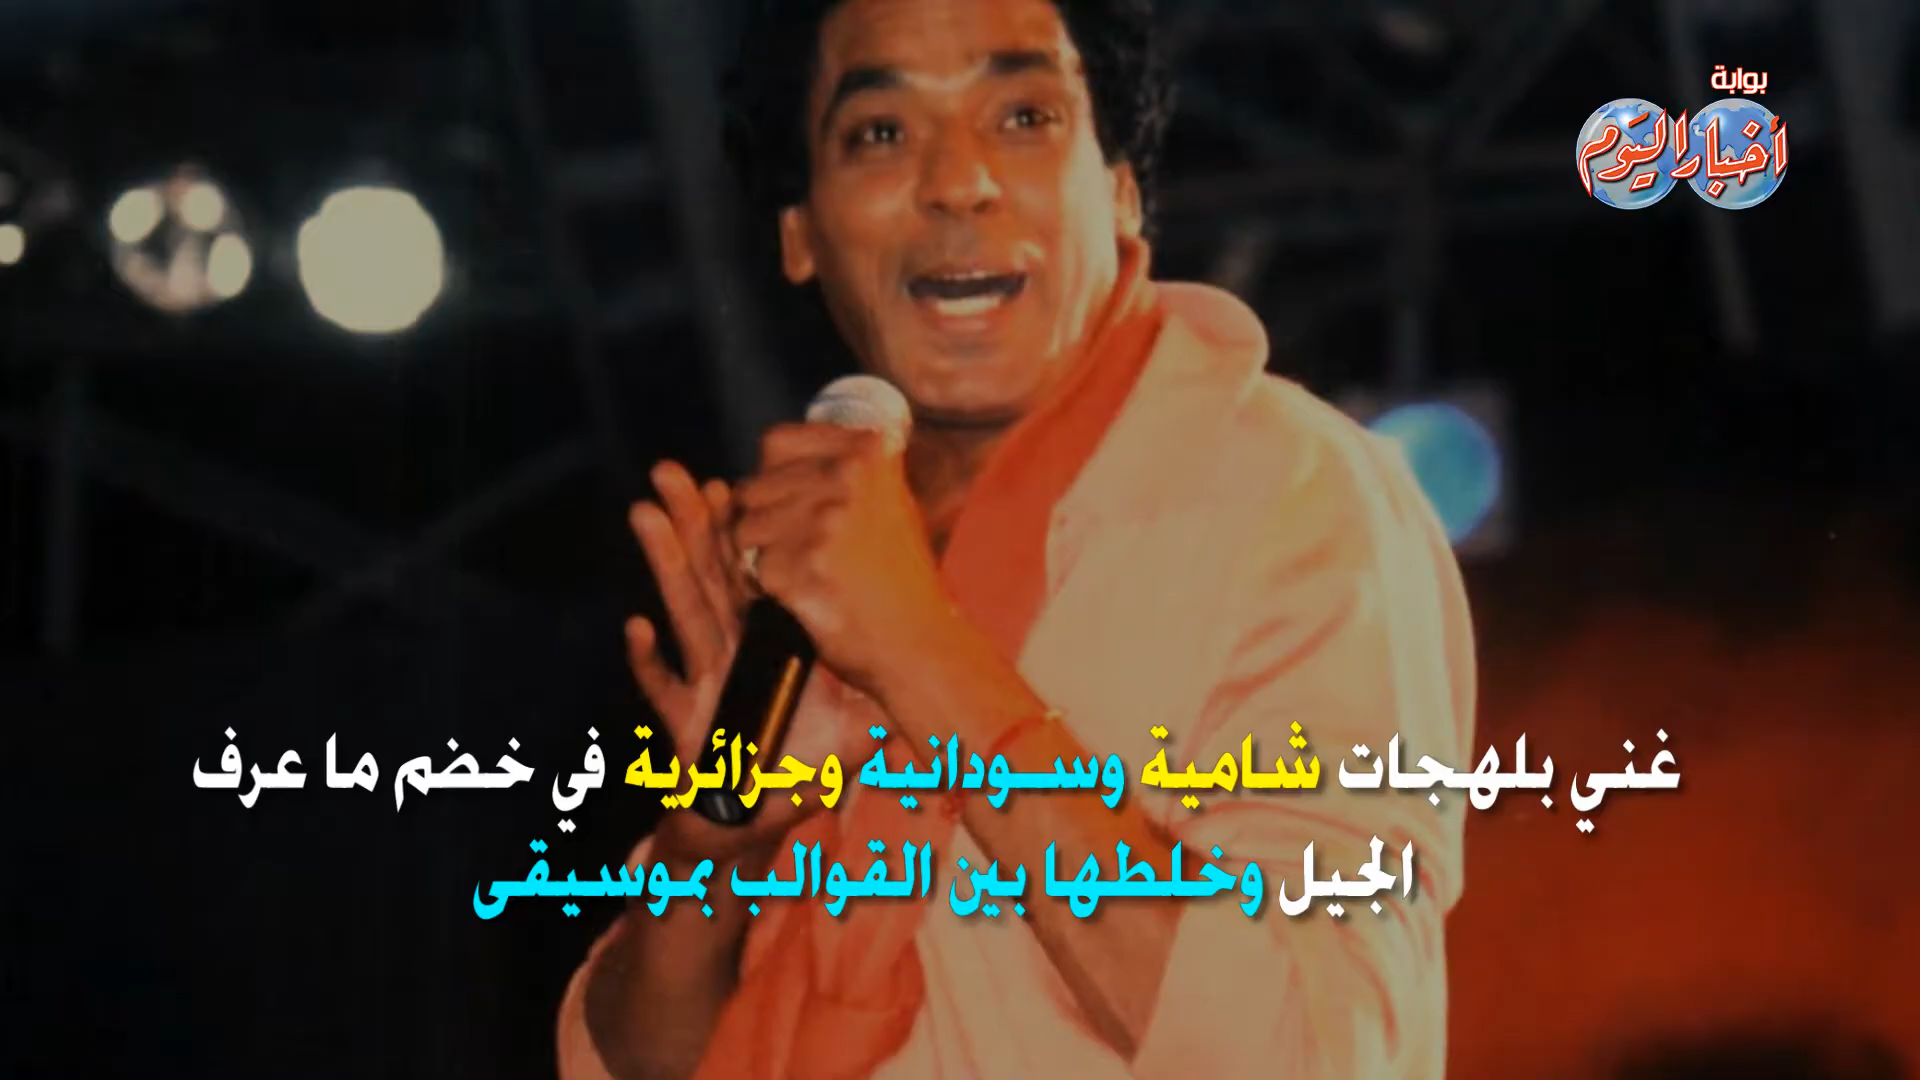 بوابة
أخبار اليوم
غني بلهجات شامية وسودانية وجزائرية في خضم ما عرف
الجيل وخلطها بين القوالب بموسيقى